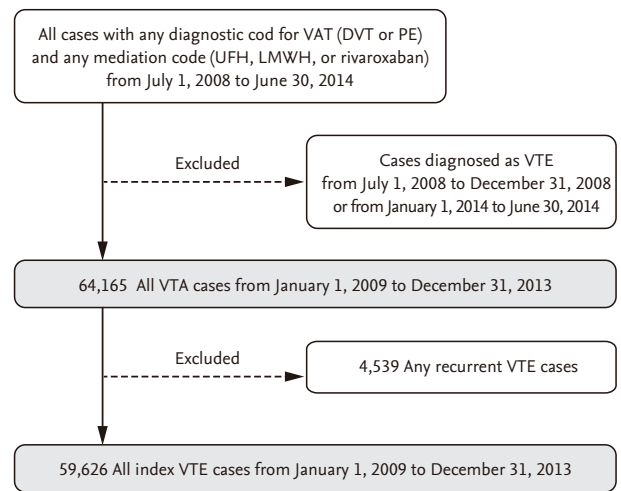 All cases with any diagnostic cod for VAT (DVT or PE)
and any mediation code (UFH, LMWH, or rivaroxaban)
from July 1, 2008 to June 30, 2014
Excluded
Cases diagnosed as VTE
from July 1, 2008 to December 31, 2008
or from January 1, 2014 to June 30, 2014
64,165 All VTA cases from January 1, 2009 to December 31, 2013
Excluded
4,539 Any recurrent VTE cases
59,626 All index VTE cases from January 1, 2009 to December 31, 2013